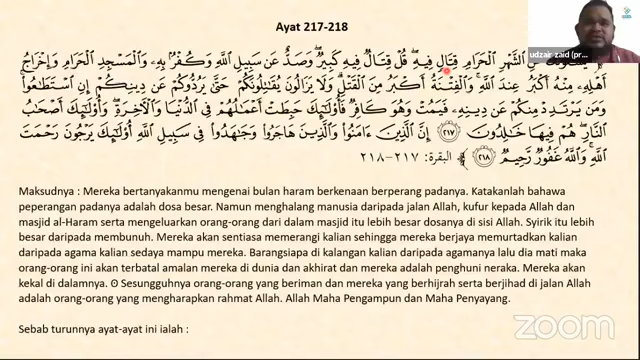 Ayat 217-218
udzair zaid (pr...
يَسْـَٔلُونَكَ عَنِ ٱلشَّهْرِ ٱلْحَرَامِ قِتَالٍ فِيهِ ۖ قُلْ قِتَالٌ فِيهِ كَبِيرٌ ۖ وَصَدٌّ عَن سَبِيلِ ٱللَّهِ وَكُفْرٌۢ بِهِۦ وَٱلْمَسْجِدِ ٱلْحَرَامِ وَإِخْرَاجُ
أَهْلِهِۦ مِنْهُ أَكْبَرُ عِندَ ٱللَّهِ ۚ وَٱلْفِتْنَةُ أَكْبَرُ مِنَ ٱلْقَتْلِ ۗ وَلَا يَزَالُونَ يُقَـٰتِلُونَكُمْ حَتَّىٰ يَرُدُّوكُمْ عَن دِينِكُمْ إِنِ ٱسْتَطَـٰعُوا۟ ۚ
وَمَن يَرْتَدِدْ مِنكُمْ عَن دِينِهِۦ فَيَمُتْ وَهُوَ كَافِرٌ فَأُو۟لَـٰٓئِكَ حَبِطَتْ أَعْمَـٰلُهُمْ فِى ٱلدُّنْيَا وَٱلْـَٔاخِرَةِ ۖ وَأُو۟لَـٰٓئِكَ أَصْحَـٰبُ
ٱلنَّارِ ۖ هُمْ فِيهَا خَـٰلِدُونَ ﴿٢١٧﴾ إِنَّ ٱلَّذِينَ ءَامَنُوا۟ وَٱلَّذِينَ هَاجَرُوا۟ وَجَـٰهَدُوا۟ فِى سَبِيلِ ٱللَّهِ أُو۟لَـٰٓئِكَ يَرْجُونَ رَحْمَتَ
ٱللَّهِ ۚ وَٱللَّهُ غَفُورٌ رَّحِيمٌ ﴿٢١٨﴾ ﴾ البقرة: ٢١٧ - ٢١٨
Maksudnya : Mereka bertanyakanmu mengenai bulan haram berkenaan berperang padanya. Katakanlah bahawa
peperangan padanya adalah dosa besar. Namun menghalang manusia daripada jalan Allah, kufur kepada Allah dan
masjid al-Haram serta mengeluarkan orang-orang dari dalam masjid itu lebih besar dosanya di sisi Allah. Syirik itu lebih
besar daripada membunuh. Mereka akan sentiasa memerangi kalian sehingga mereka berjaya memurtadkan kalian
daripada agama kalian sedaya mampu mereka. Barangsiapa di kalangan kalian daripada agamanya lalu dia mati maka
orang-orang ini akan terbatal amalan mereka di dunia dan akhirat dan mereka adalah penghuni neraka. Mereka akan
kekal di dalamnya. ʘ Sesungguhnya orang-orang yang beriman dan mereka yang berhijrah serta berjihad di jalan Allah
adalah orang-orang yang mengharapkan rahmat Allah. Allah Maha Pengampun dan Maha Penyayang.
Sebab turunnya ayat-ayat ini ialah :
zoom